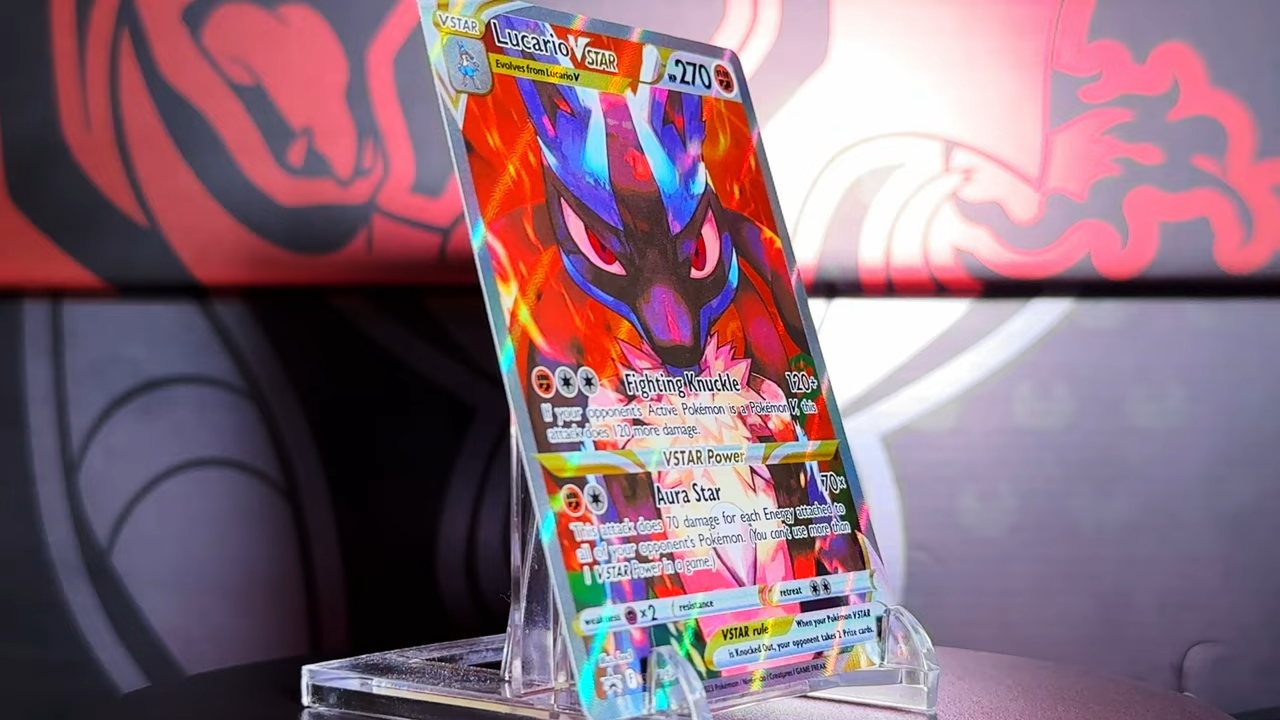 VSTAR
Lucario VSTAR
HP 270
Evolves from Lucario V
Fighting Knuckle 120+
If your opponent's Active Pokémon is a Pokémon V, this
attack does 120 more damage.
VSTAR Power
Aura Star 70×
This attack does 70 damage for each Energy attached to
all of your opponent's Pokémon. (You can't use more than
1 VSTAR Power in a game.)
weakness ×2 resistance retreat
VSTAR rule When your Pokémon VSTAR
is Knocked Out, your opponent takes 2 Prize cards.
Pokémon / Nintendo / Creatures / GAME FREAK